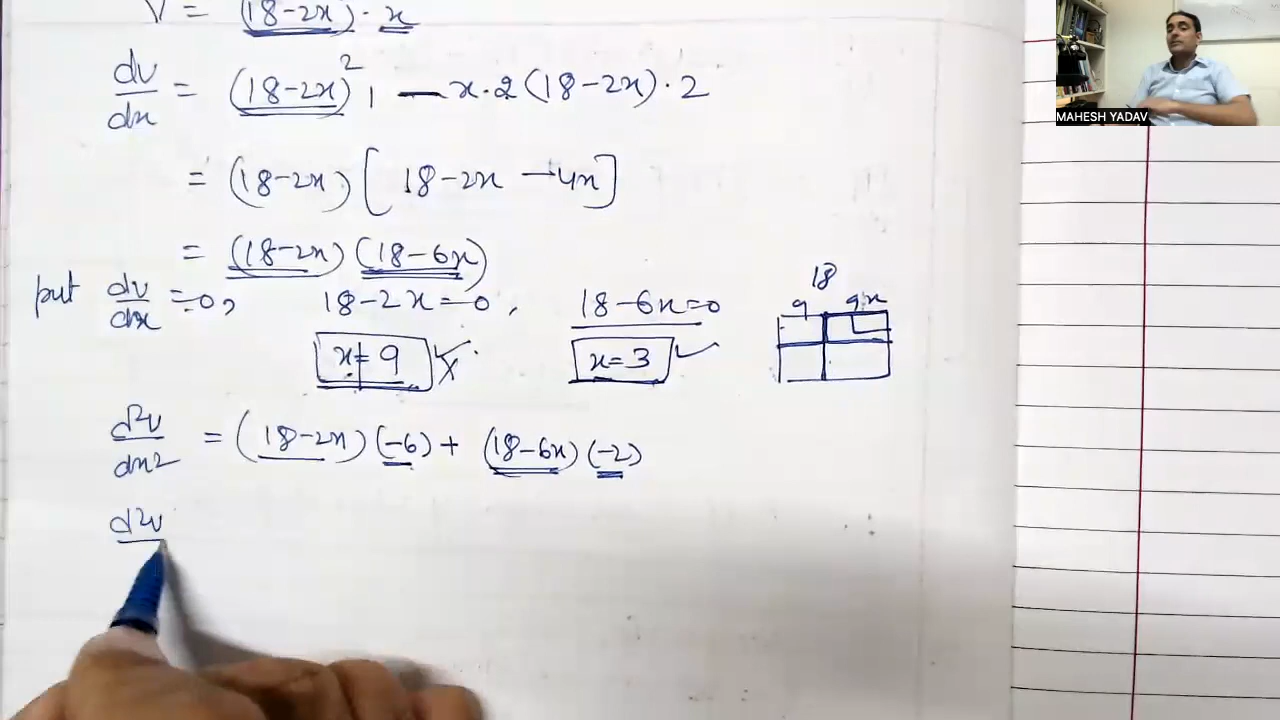 V = (18-2x) · x
MAHESH YADAV
dv/dx = (18-2x)² 1 — x·2(18-2x)·2
= (18-2x) [ 18-2x - 4x ]
= (18-2x) (18-6x)
put dv/dx = 0, 18-2x = 0, 18-6x = 0
x = 9 x = 3
18
9 9 x
d²v/dx2 = (18-2x) (-6) + (18-6x) (-2)
d²v